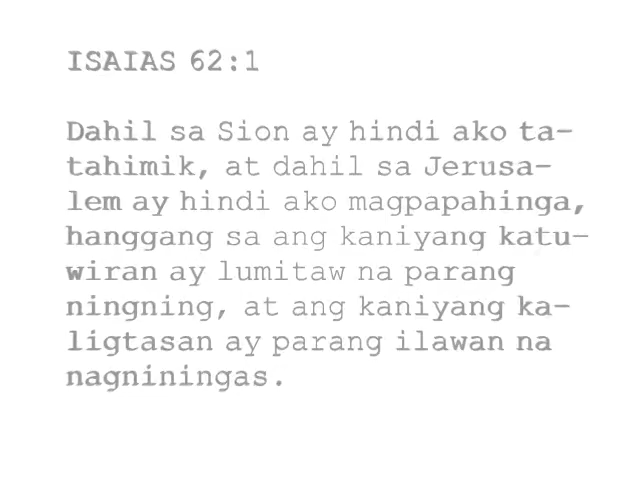 ISAIAS 62:1
Dahil sa Sion ay hindi ako ta-
tahimik, at dahil sa Jerusa-
lem ay hindi ako magpapahinga,
hanggang sa ang kaniyang katu-
wiran ay lumitaw na parang
ningning, at ang kaniyang ka-
ligtasan ay parang ilawan na
nagniningas.